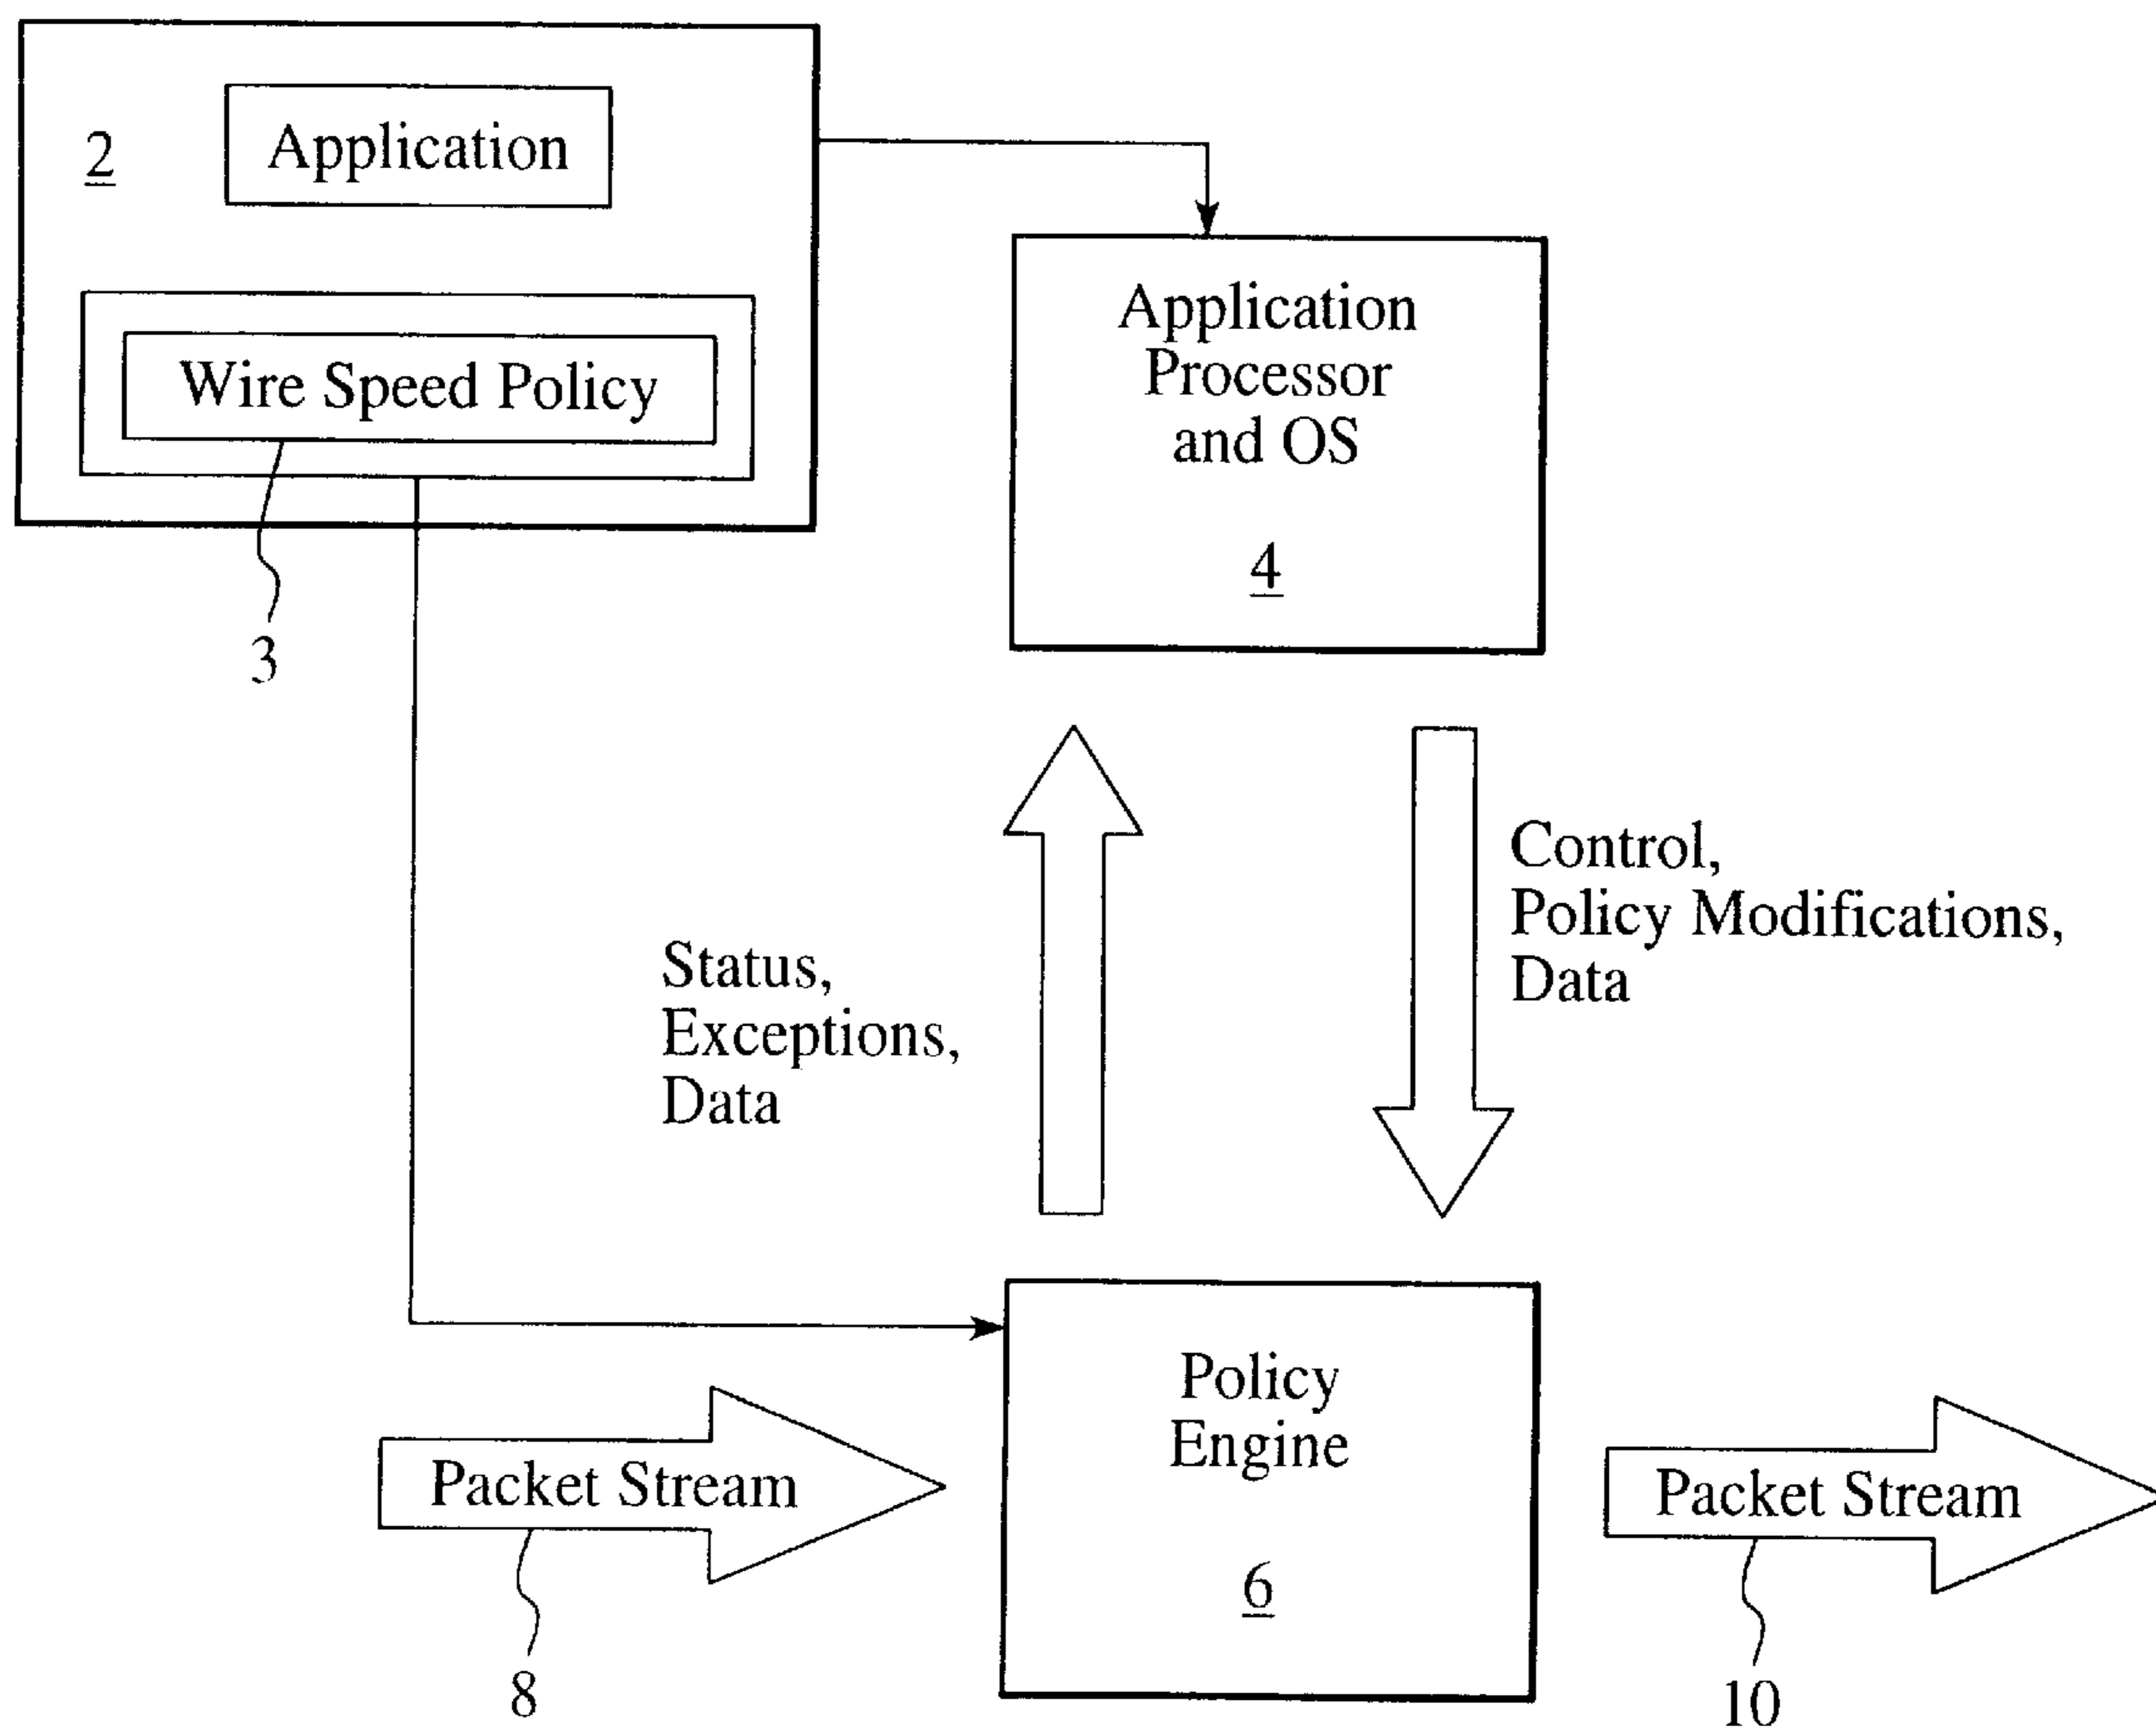 2
Application
Wire Speed Policy
3
Application
Processor
and OS
4
Status,
Exceptions,
Data
Control,
Policy Modifications,
Data
Policy
Engine
6
Packet Stream
8
Packet Stream
10